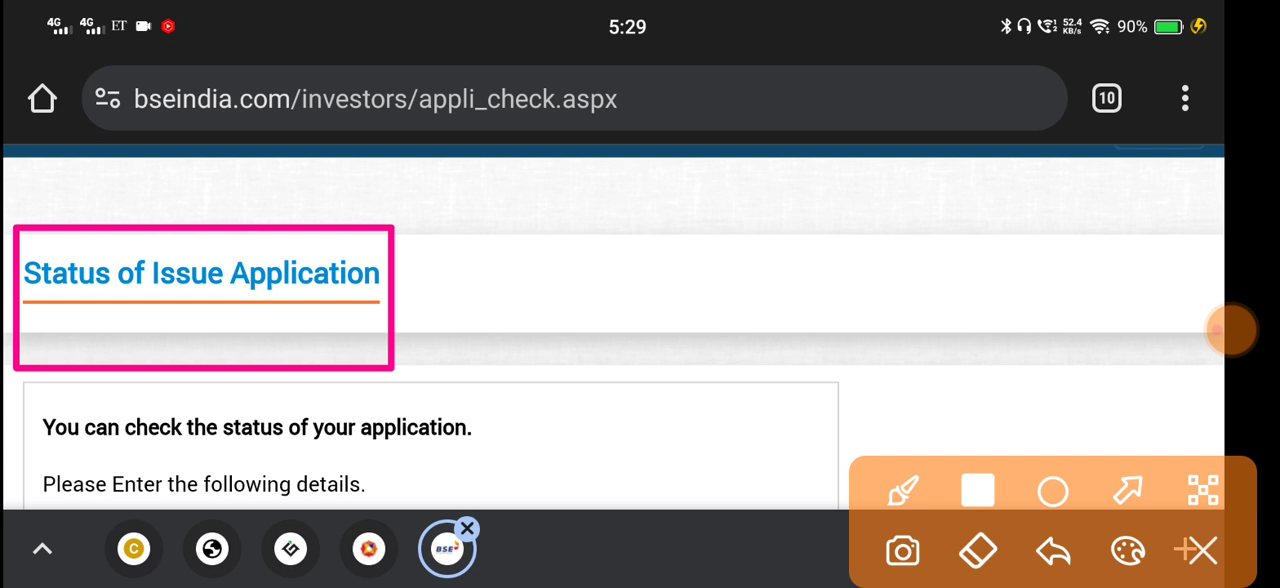 4G 4G ET 5:29 52.4 KB/s 90%
bseindia.com/investors/appli_check.aspx 10
Status of Issue Application
You can check the status of your application.
Please Enter the following details.
C BSE